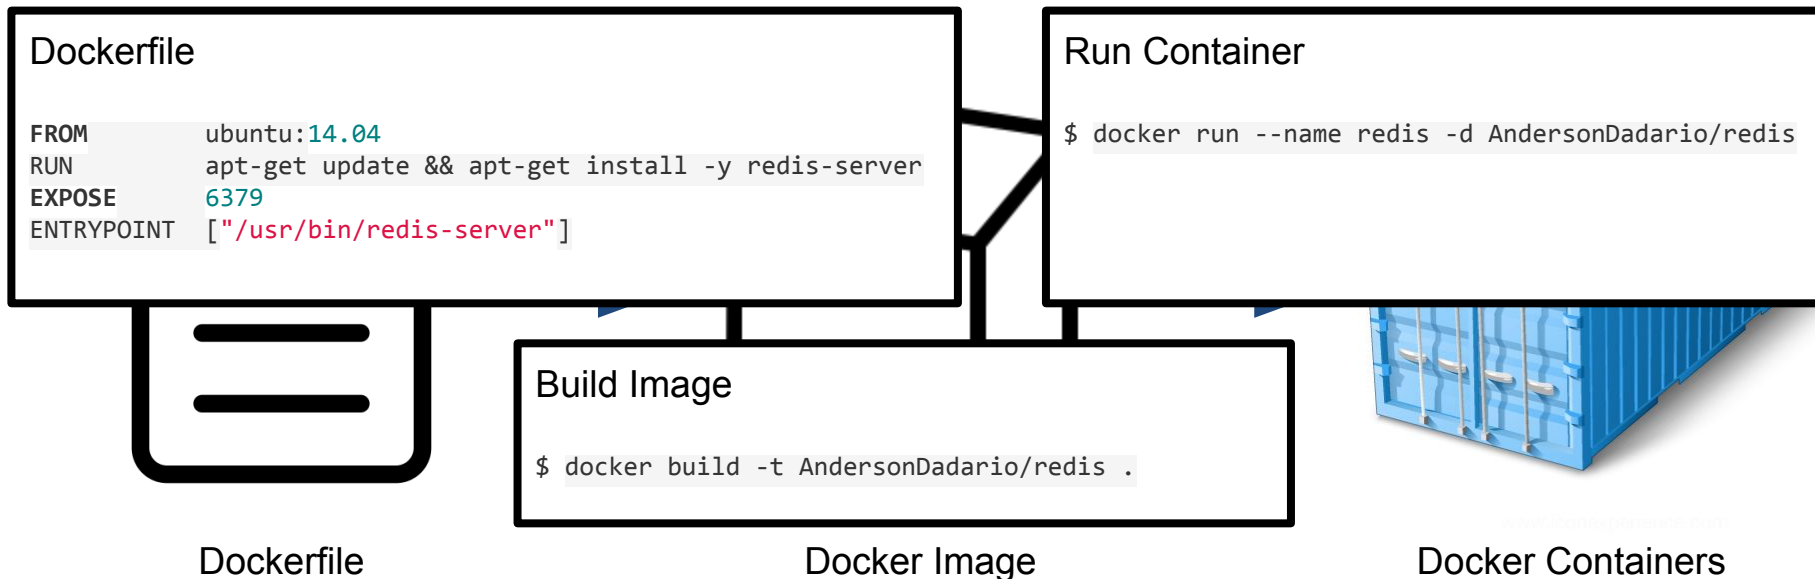 Dockerfile
FROM ubuntu:14.04
RUN apt-get update && apt-get install -y redis-server
EXPOSE 6379
ENTRYPOINT ["/usr/bin/redis-server"]
Run Container
$ docker run --name redis -d AndersonDadario/redis
Build Image
$ docker build -t AndersonDadario/redis .
Dockerfile
Docker Image
Docker Containers